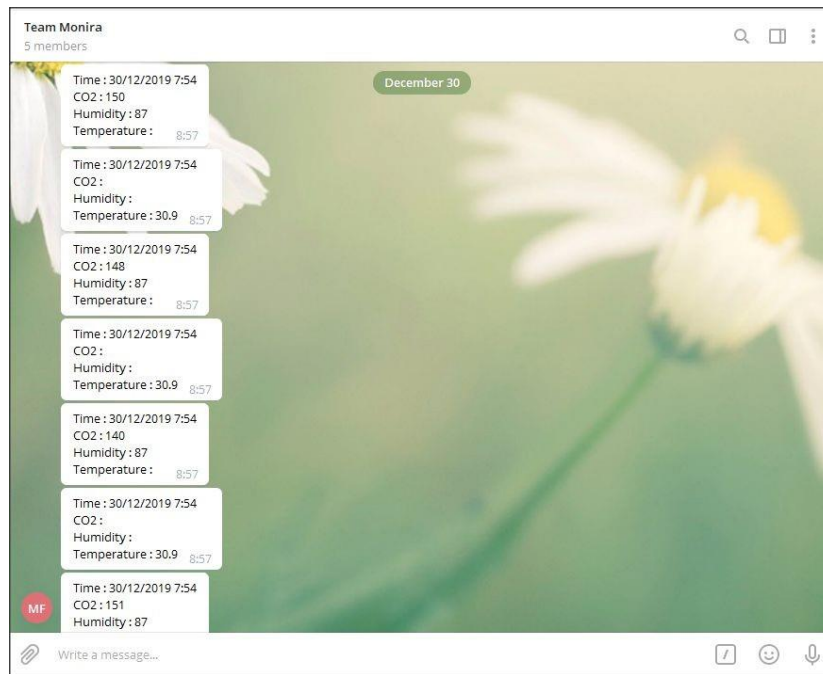 Team Monira
5 members
December 30
Time : 30/12/2019 7:54
CO2 : 150
Humidity : 87
Temperature :
8:57
Time : 30/12/2019 7:54
CO2 :
Humidity :
Temperature : 30.9
8:57
Time : 30/12/2019 7:54
CO2 : 148
Humidity : 87
Temperature :
8:57
Time : 30/12/2019 7:54
CO2 :
Humidity :
Temperature : 30.9
8:57
Time : 30/12/2019 7:54
CO2 : 140
Humidity : 87
Temperature :
8:57
Time : 30/12/2019 7:54
CO2 :
Humidity :
Temperature : 30.9
8:57
Time : 30/12/2019 7:54
CO2 : 151
Humidity : 87
MF
Write a message...